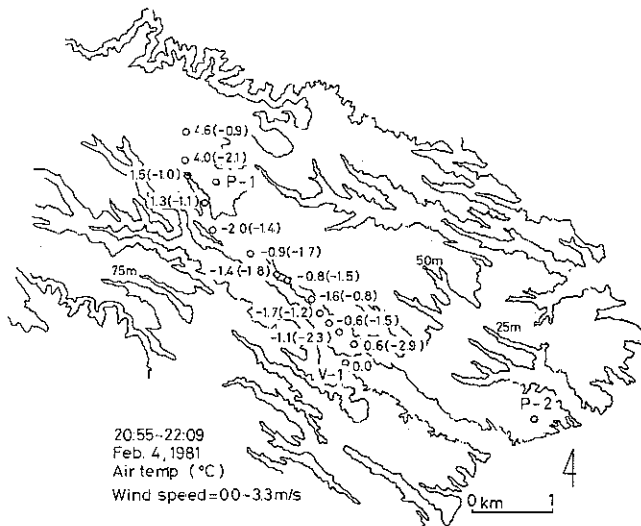 4.6(-0.9)
4.0(-2.1)
1.5(-1.0)
P-1
1.3(-1.1)
-2.0(-1.4)
-0.9(-1.7)
-1.4(-1.8)
-0.8(-1.5)
75m
50m
-1.6(-0.8)
-1.7(-1.2)
-0.6(-1.5)
25m
-1.1(-2.3)
0.6(-2.9)
0.0
V-1
P-2
20:55~22:09
Feb. 4, 1981
Air temp (°C)
Wind speed=00~3.3m/s
4
0 km 1